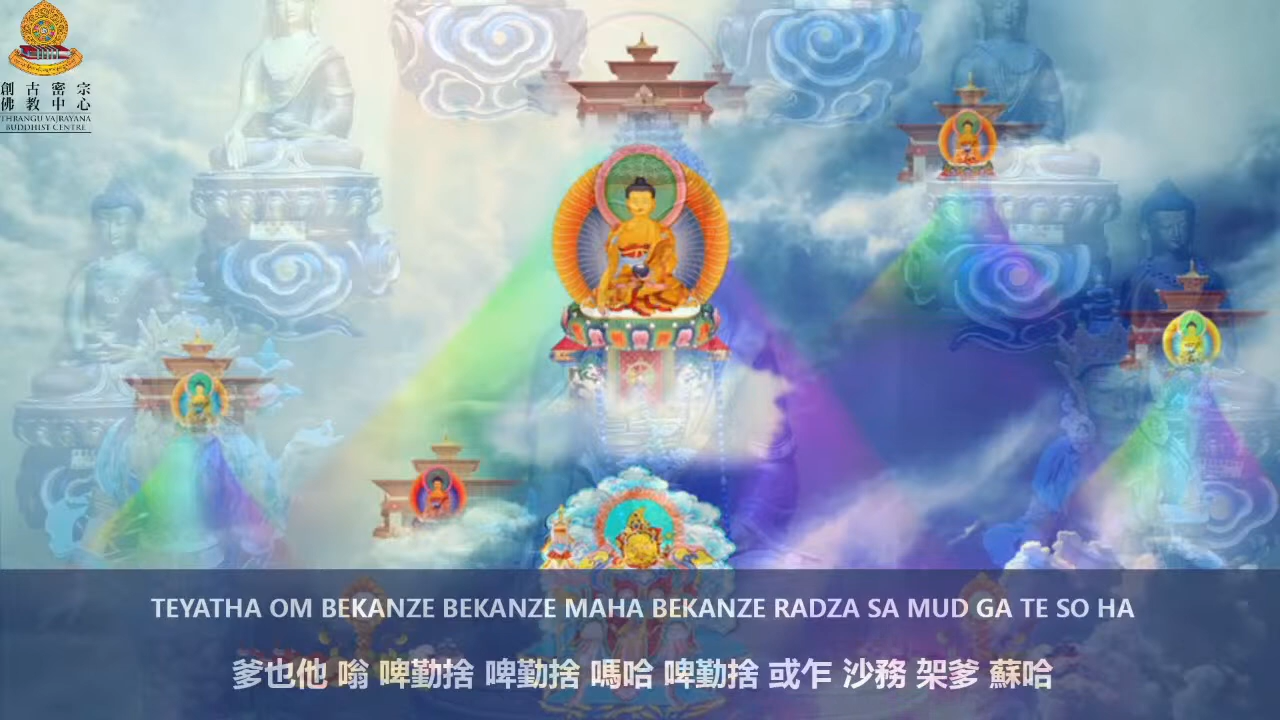 創古密宗
佛教中心
THRANGU VAJRAYANA
BUDDHIST CENTRE
TEYATHA OM BEKANZE BEKANZE MAHA BEKANZE RADZA SA MUD GA TE SO HA
爹也他 嗡 啤勤捨 啤勤捨 嗎哈 啤勤捨 或乍 沙務 架爹 蘇哈